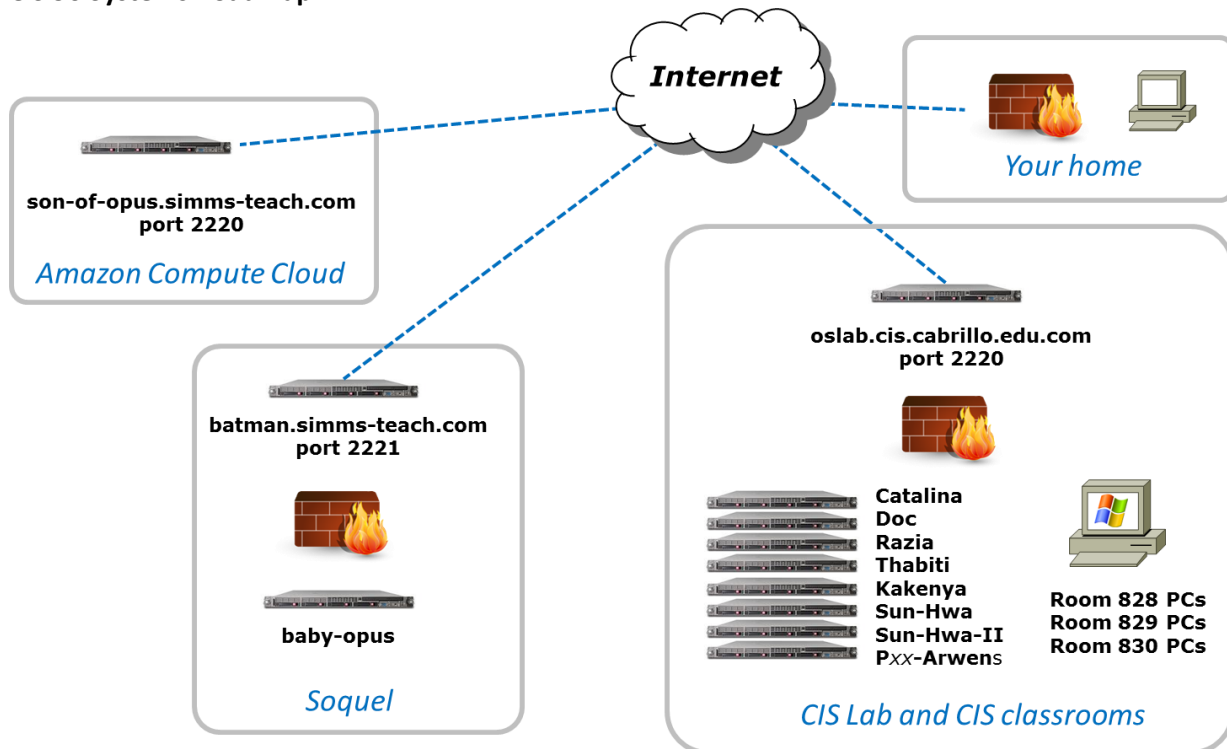 Internet
Your home
son-of-opus.simms-teach.com
port 2220
Amazon Compute Cloud
oslab.cis.cabrillo.edu.com
port 2220
batman.simms-teach.com
port 2221
baby-opus
Soquel
Catalina
Doc
Razia
Thabiti
Kakenya
Sun-Hwa
Sun-Hwa-II
Pxx-Arwens
Room 828 PCs
Room 829 PCs
Room 830 PCs
CIS Lab and CIS classrooms